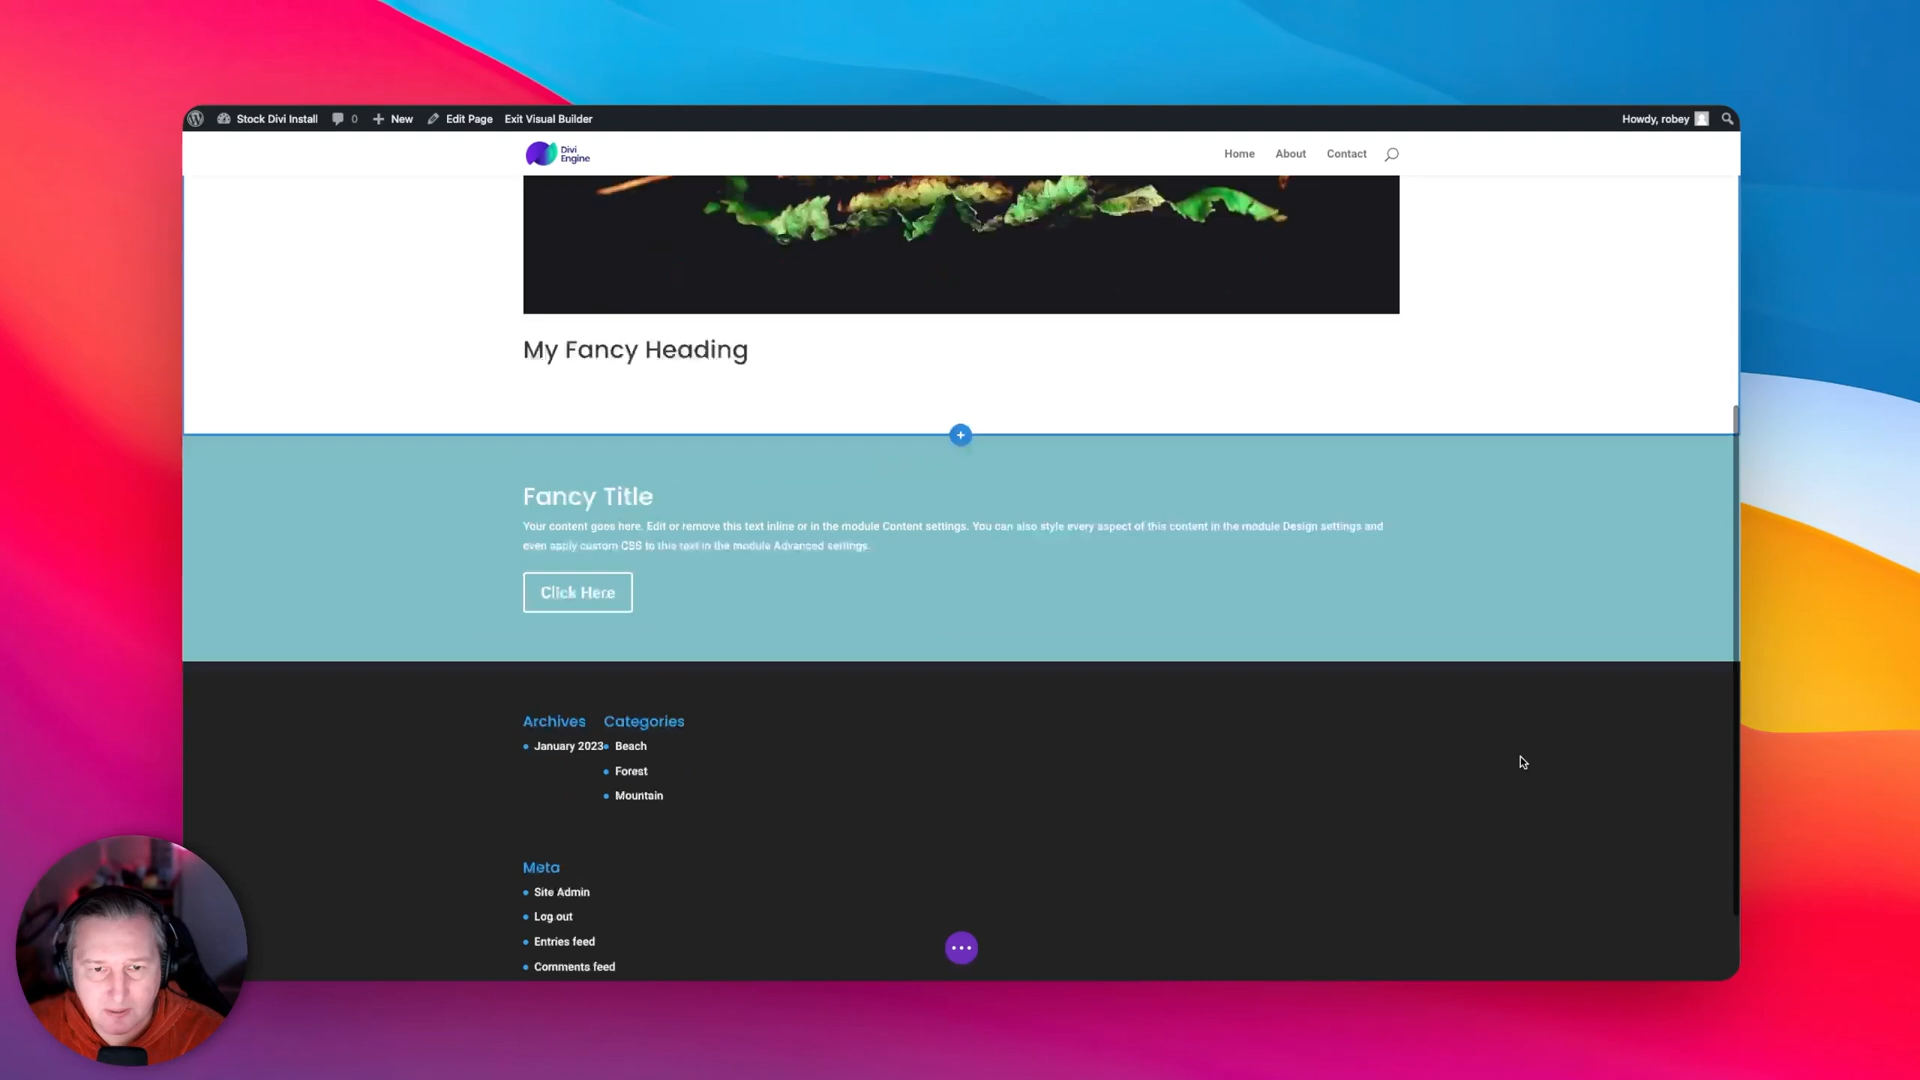 Stock Divi Install 0 New Edit Page Exit Visual Builder Howdy, robey
Divi
Engine
Home About Contact
My Fancy Heading
Fancy Title
Your content goes here. Edit or remove this text inline or in the module Content settings. You can also style every aspect of this content in the module Design settings and
even apply custom CSS to this text in the module Advanced settings.
Click Here
Archives Categories
January 2023 Beach
Forest
Mountain
Meta
Site Admin
Log out
Entries feed
Comments feed